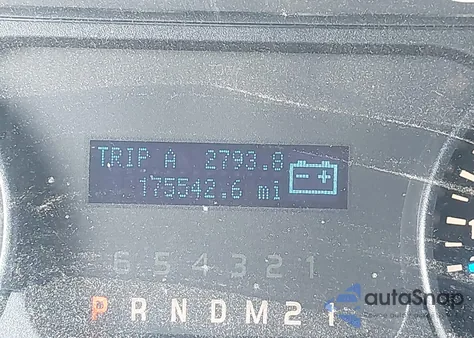 TRIP A 2793.8
175542.6 mi
- +
6 5 4 3 2 1
P R N D M 2 1
autoSnap